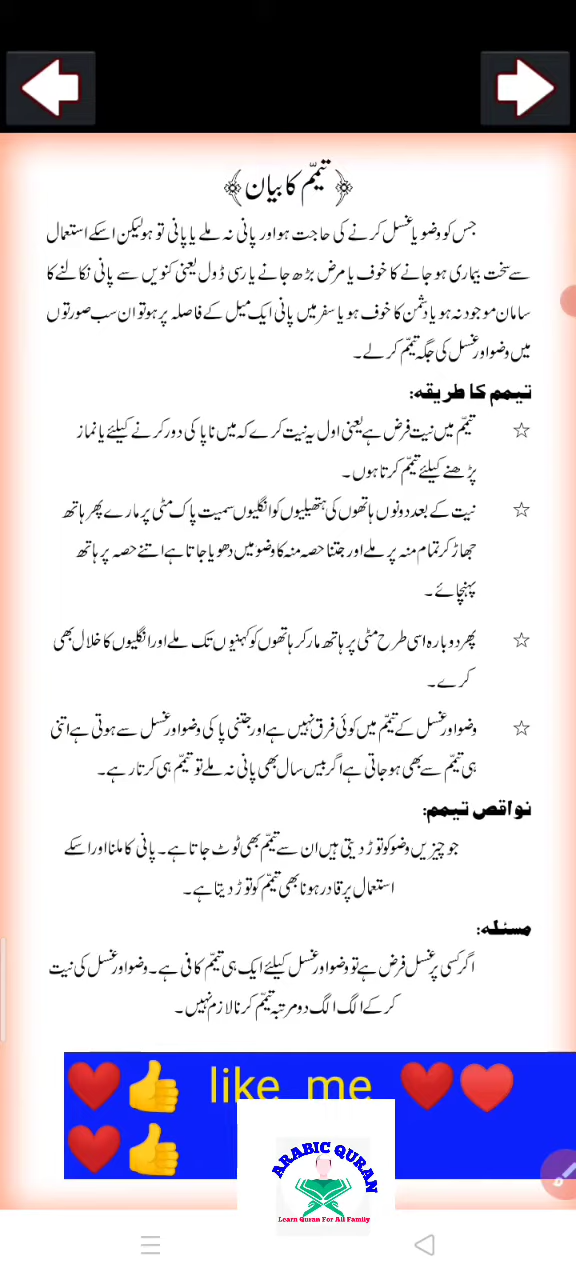 ﴿ تیمّم کا بیان ﴾
جس کو وضو یا غسل کرنے کی حاجت ہو اور پانی نہ ملے یا پانی تو ہو لیکن اسکے استعمال
سے سخت بیماری ہو جانے کا خوف یا مرض بڑھ جانے یا رسی ڈول یعنی کنویں سے پانی نکالنے کا
سامان موجود نہ ہو یا دشمن کا خوف ہو یا سفر میں پانی ایک میل کے فاصلہ پر ہو تو ان سب صورتوں
میں وضو اور غسل کی جگہ تیمّم کر لے۔
تیمم کا طریقہ:
☆ تیمّم میں نیت فرض ہے یعنی اول یہ نیت کرے کہ میں ناپاکی دور کرنے کیلئے یا نماز
پڑھنے کیلئے تیمّم کرتا ہوں۔
☆ نیت کے بعد دونوں ہاتھوں کی ہتھیلیوں کو انگلیوں سمیت پاک مٹی پر مارے پھر ہاتھ
جھاڑ کر تمام منہ پر ملے اور جتنا حصہ منہ کا وضو میں دھویا جاتا ہے اتنے حصہ پر ہاتھ
پہنچائے۔
☆ پھر دوبارہ اسی طرح مٹی پر ہاتھ مار کر ہاتھوں کو کہنیوں تک ملے اور انگلیوں کا خلال بھی
کرے۔
☆ وضو اور غسل کے تیمّم میں کوئی فرق نہیں ہے اور جتنی پاکی وضو اور غسل سے ہوتی ہے اتنی
ہی تیمّم سے بھی ہو جاتی ہے اگر بیس سال بھی پانی نہ ملے تو تیمّم ہی کرتا رہے۔
نواقص تیمم:
جو چیزیں وضو کو توڑ دیتی ہیں ان سے تیمّم بھی ٹوٹ جاتا ہے۔ پانی کا ملنا اور اسکے
استعمال پر قادر ہونا بھی تیمّم کو توڑ دیتا ہے۔
مسئلہ:
اگر کسی پر غسل فرض ہے تو وضو اور غسل کیلئے ایک ہی تیمّم کافی ہے۔ وضو اور غسل کی نیت
کر کے الگ الگ دو مرتبہ تیمّم کرنا لازم نہیں۔
❤️👍 like me ❤️♥️
❤️👍
ARABIC QURAN
Learn Quran For All Family